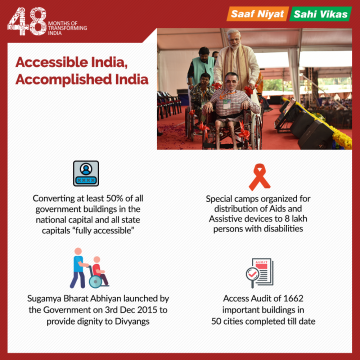 48 MONTHS OF
TRANSFORMING
INDIA
Saaf Niyat Sahi Vikas
Accessible India,
Accomplished India
Converting at least 50% of all
government buildings in the
national capital and all state
capitals “fully accessible”
Special camps organized for
distribution of Aids and
Assistive devices to 8 lakh
persons with disabilities
Sugamya Bharat Abhiyan launched by
the Government on 3rd Dec 2015 to
provide dignity to Divyangs
Access Audit of 1662
important buildings in
50 cities completed till date